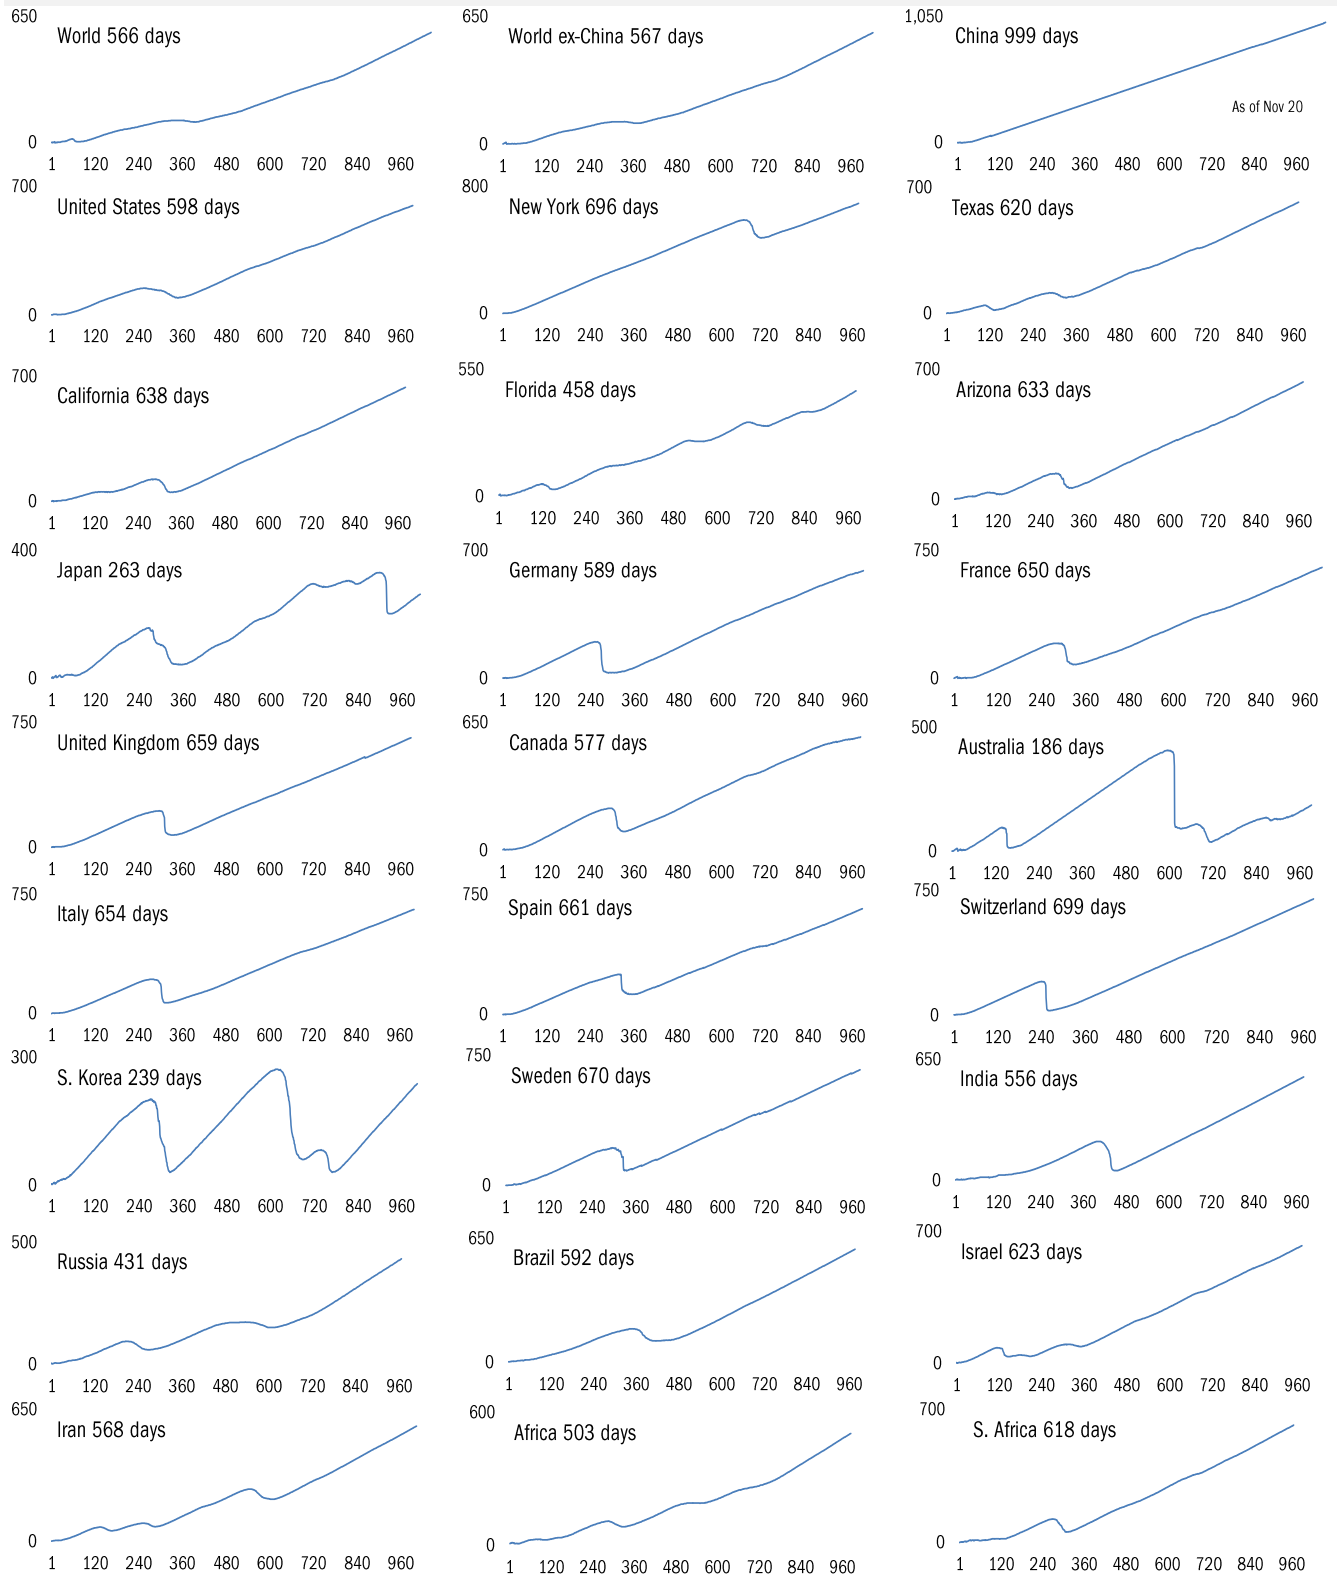 650
World 566 days
0
1 120 240 360 480 600 720 840 960
650
World ex-China 567 days
0
1 120 240 360 480 600 720 840 960
1,050
China 999 days
As of Nov 20
0
1 120 240 360 480 600 720 840 960
700
United States 598 days
0
1 120 240 360 480 600 720 840 960
800
New York 696 days
0
1 120 240 360 480 600 720 840 960
700
Texas 620 days
0
1 120 240 360 480 600 720 840 960
700
California 638 days
0
1 120 240 360 480 600 720 840 960
550
Florida 458 days
0
1 120 240 360 480 600 720 840 960
700
Arizona 633 days
0
1 120 240 360 480 600 720 840 960
400
Japan 263 days
0
1 120 240 360 480 600 720 840 960
700
Germany 589 days
0
1 120 240 360 480 600 720 840 960
750
France 650 days
0
1 120 240 360 480 600 720 840 960
750
United Kingdom 659 days
0
1 120 240 360 480 600 720 840 960
650
Canada 577 days
0
1 120 240 360 480 600 720 840 960
500
Australia 186 days
0
1 120 240 360 480 600 720 840 960
750
Italy 654 days
0
1 120 240 360 480 600 720 840 960
750
Spain 661 days
0
1 120 240 360 480 600 720 840 960
750
Switzerland 699 days
0
1 120 240 360 480 600 720 840 960
300
S. Korea 239 days
0
1 120 240 360 480 600 720 840 960
750
Sweden 670 days
0
1 120 240 360 480 600 720 840 960
650
India 556 days
0
1 120 240 360 480 600 720 840 960
500
Russia 431 days
0
1 120 240 360 480 600 720 840 960
650
Brazil 592 days
0
1 120 240 360 480 600 720 840 960
700
Israel 623 days
0
1 120 240 360 480 600 720 840 960
650
Iran 568 days
0
1 120 240 360 480 600 720 840 960
600
Africa 503 days
0
1 120 240 360 480 600 720 840 960
700
S. Africa 618 days
0
1 120 240 360 480 600 720 840 960